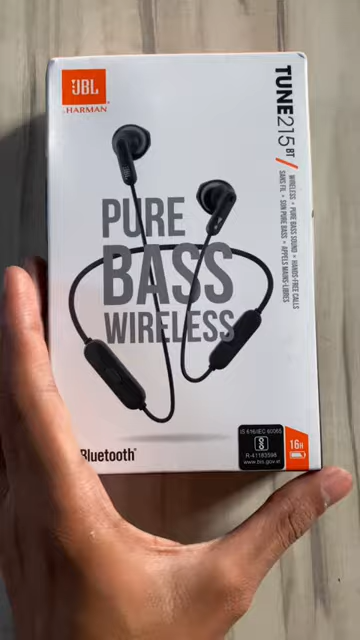 JBL
HARMAN
TUNE215BT
WIRELESS • PURE BASS SOUND • HANDS-FREE CALLS
SANS FIL • SON PURE BASS • APPELS MAINS-LIBRES
PURE
BASS
WIRELESS
Bluetooth®
IS 616/IEC 60065
R-41183598
www.bis.gov.in
16H